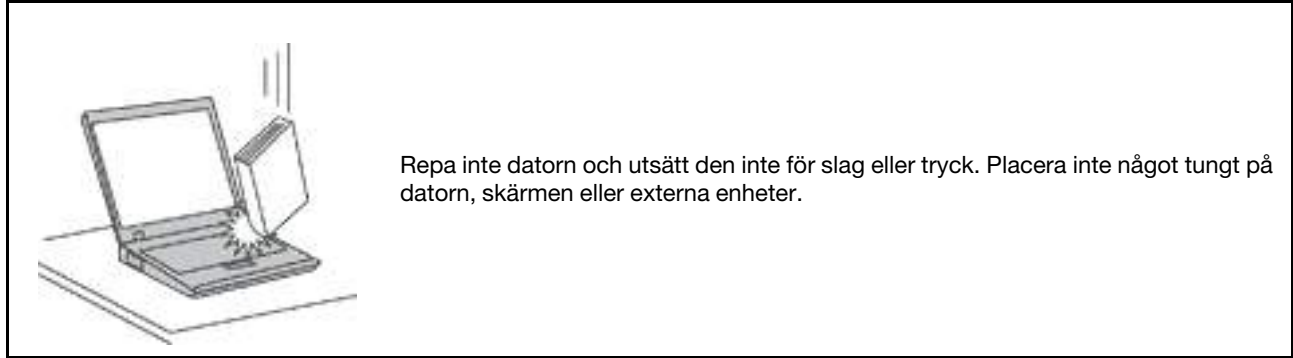 Repa inte datorn och utsätt den inte för slag eller tryck. Placera inte något tungt på
datorn, skärmen eller externa enheter.